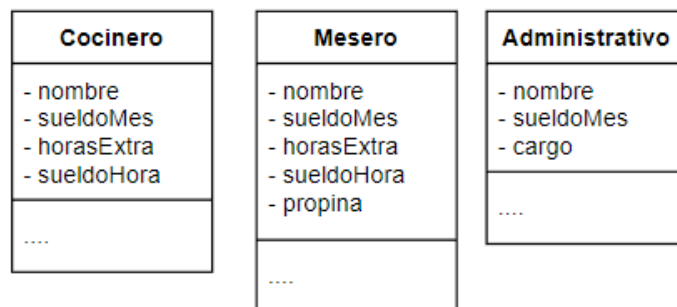 Cocinero
- nombre
- sueldoMes
- horasExtra
- sueldoHora
....
Mesero
- nombre
- sueldoMes
- horasExtra
- sueldoHora
- propina
....
Administrativo
- nombre
- sueldoMes
- cargo
....